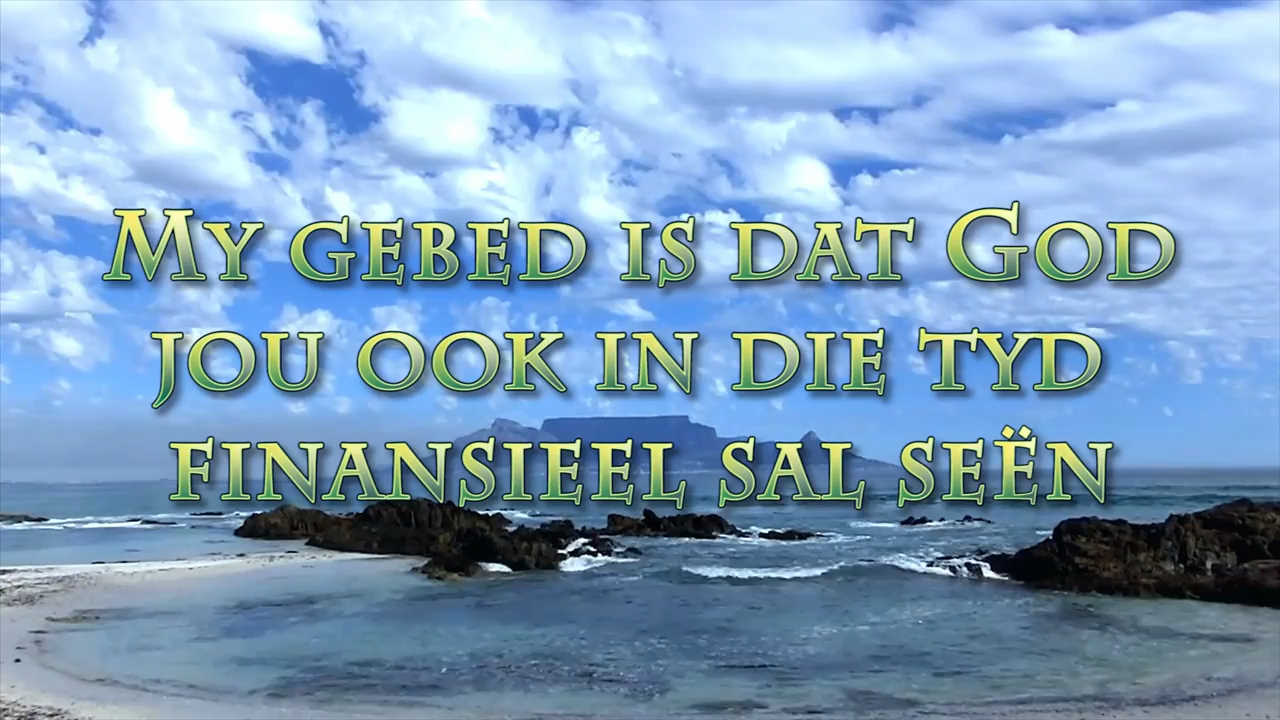 My gebed is dat God
jou ook in die tyd
finansieel sal seën